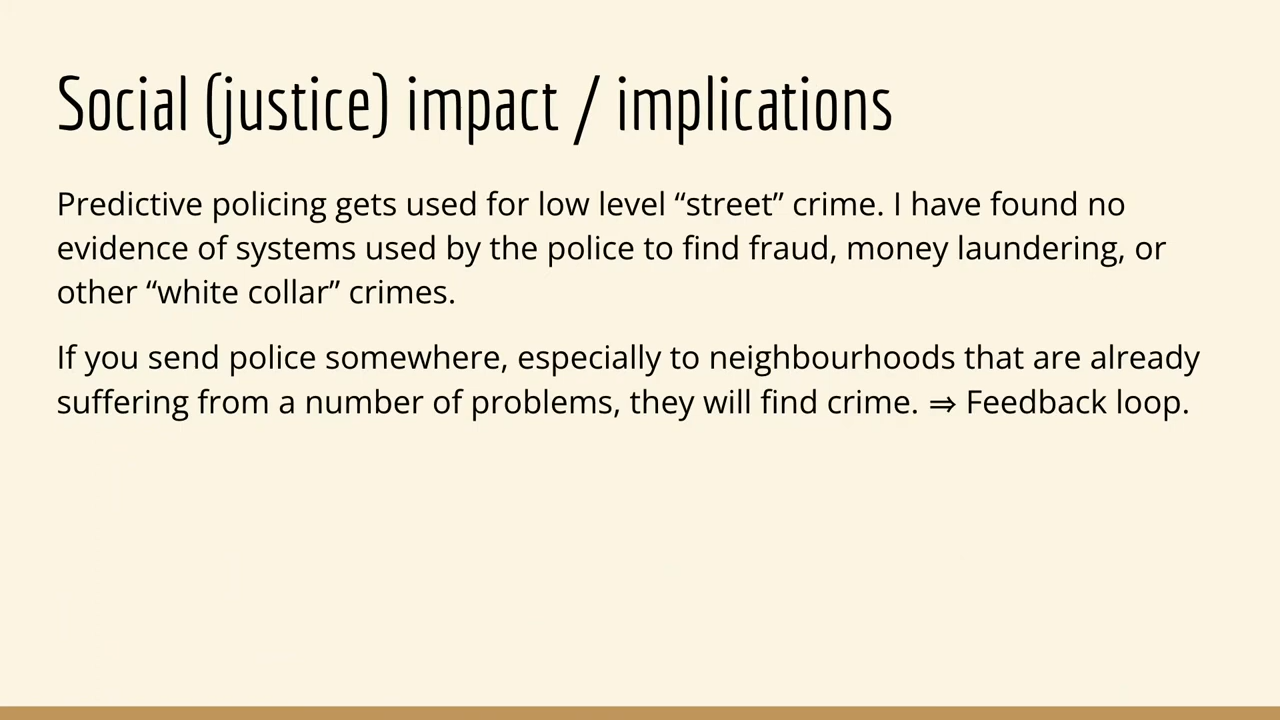 Social (justice) impact / implications
Predictive policing gets used for low level “street” crime. I have found no
evidence of systems used by the police to find fraud, money laundering, or
other “white collar” crimes.
If you send police somewhere, especially to neighbourhoods that are already
suffering from a number of problems, they will find crime. ⇒ Feedback loop.